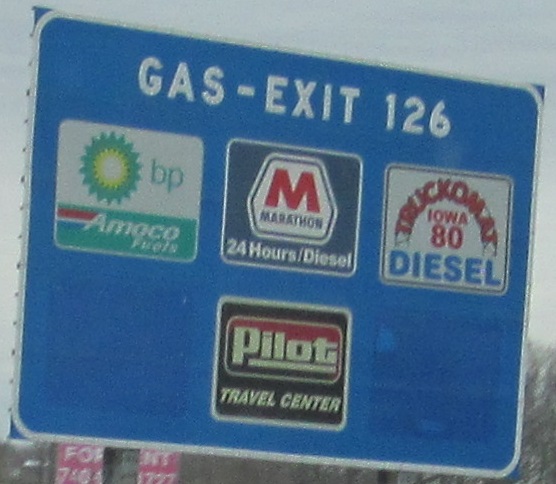 GAS-EXIT 126
bp
Amoco
Fuels
M
MARATHON
24 Hours/Diesel
TRUCKOMAT
IOWA
80
DIESEL
Pilot
TRAVEL CENTER